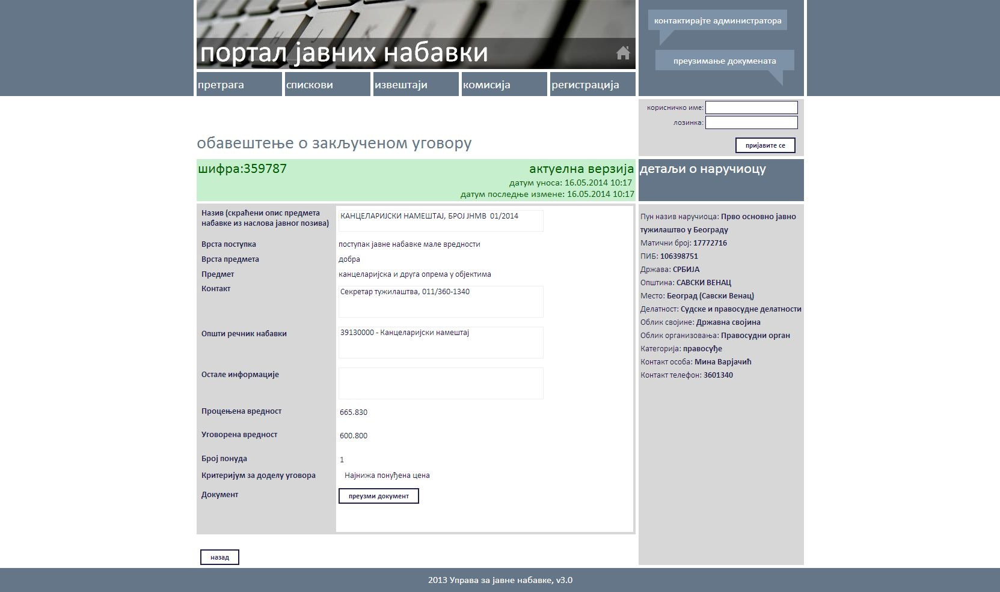 портал јавних набавки
контактирајте администратора
преузимање докумената
претрага
спискови
извештаји
комисија
регистрација
корисничко име:
лозинка:
пријавите се
обавештење о закљученом уговору
шифра:359787
актуелна верзија
датум уноса: 16.05.2014 10:17
датум последње измене: 16.05.2014 10:17
Назив (скраћени опис предмета
набавке из наслова јавног позива)
КАНЦЕЛАРИЈСКИ НАМЕШТАЈ, БРОЈ ЈНМВ 01/2014
Врста поступка
поступак јавне набавке мале вредности
Врста предмета
добра
Предмет
канцеларијска и друга опрема у објектима
Контакт
Секретар тужилаштва, 011/360-1340
Општи речник набавки
39130000 - Канцеларијски намештај
Остале информације
Процењена вредност
665.830
Уговорена вредност
600.800
Број понуда
1
Критеријум за доделу уговора
Најнижа понуђена цена
Документ
преузми документ
назад
детаљи о наручиоцу
Пун назив наручиоца: Прво основно јавно
тужилаштво у Београду
Матични број: 17772716
ПИБ: 106398751
Држава: СРБИЈА
Општина: САВСКИ ВЕНАЦ
Место: Београд (Савски Венац)
Делатност: Судске и правосудне делатности
Облик својине: Државна својина
Облик организовања: Правосудни орган
Категорија: правосуђе
Контакт особа: Мина Варјачић
Контакт телефон: 3601340
2013 Управа за јавне набавке, v3.0